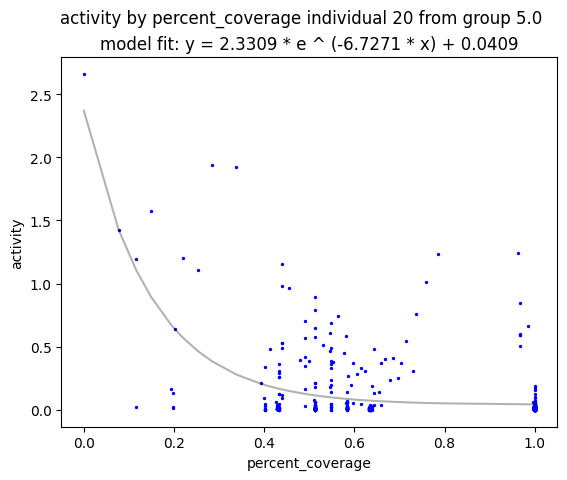 activity by percent_coverage individual 20 from group 5.0
model fit: y = 2.3309 * e ^ (-6.7271 * x) + 0.0409
2.5
2.0
1.5
activity
1.0
0.5
0.0
0.0 0.2 0.4 0.6 0.8 1.0
percent_coverage